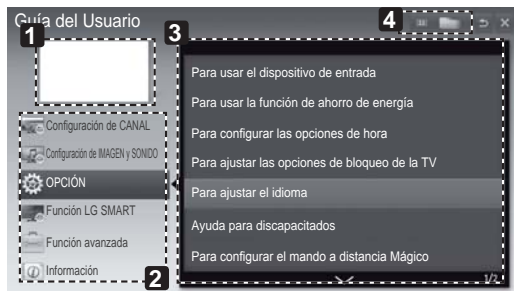 Guía del Usuario
4
1
3
Configuración de CANAL
Configuración de IMAGEN y SONIDO
OPCIÓN
Función LG SMART
Función avanzada
Información
2
Para usar el dispositivo de entrada
Para usar la función de ahorro de energía
Para configurar las opciones de hora
Para ajustar las opciones de bloqueo de la TV
Para ajustar el idioma
Ayuda para discapacitados
Para configurar el mando a distancia Mágico
1/2